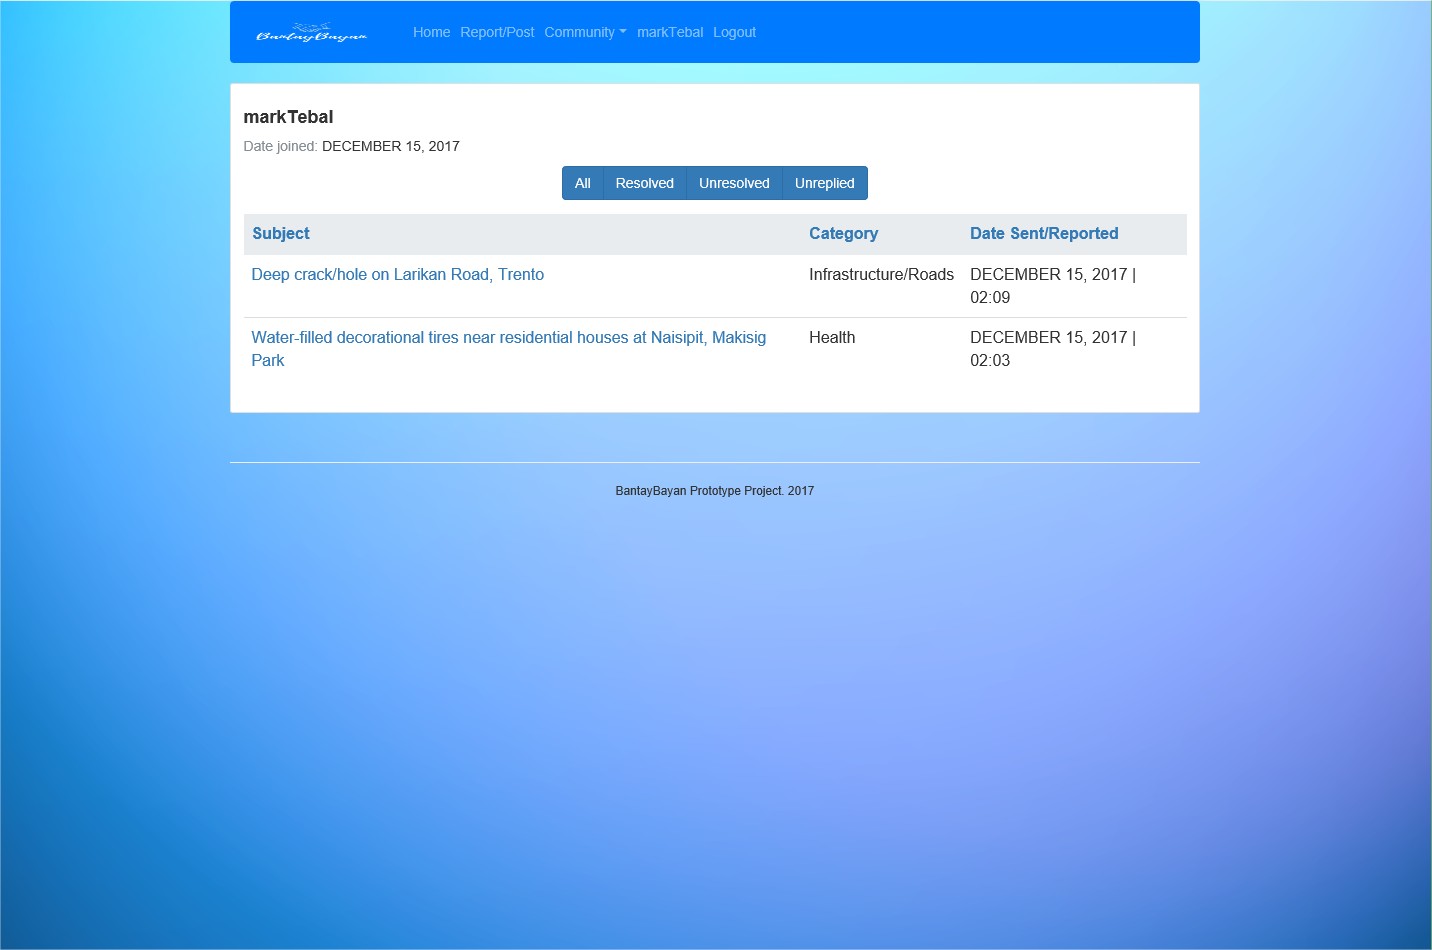 BantayBayan
Home Report/Post Community markTebal Logout
markTebal
Date joined: DECEMBER 15, 2017
All Resolved Unresolved Unreplied
Subject Category Date Sent/Reported
Deep crack/hole on Larikan Road, Trento Infrastructure/Roads DECEMBER 15, 2017 |
02:09
Water-filled decorational tires near residential houses at Naisipit, Makisig Health DECEMBER 15, 2017 |
Park 02:03
BantayBayan Prototype Project. 2017